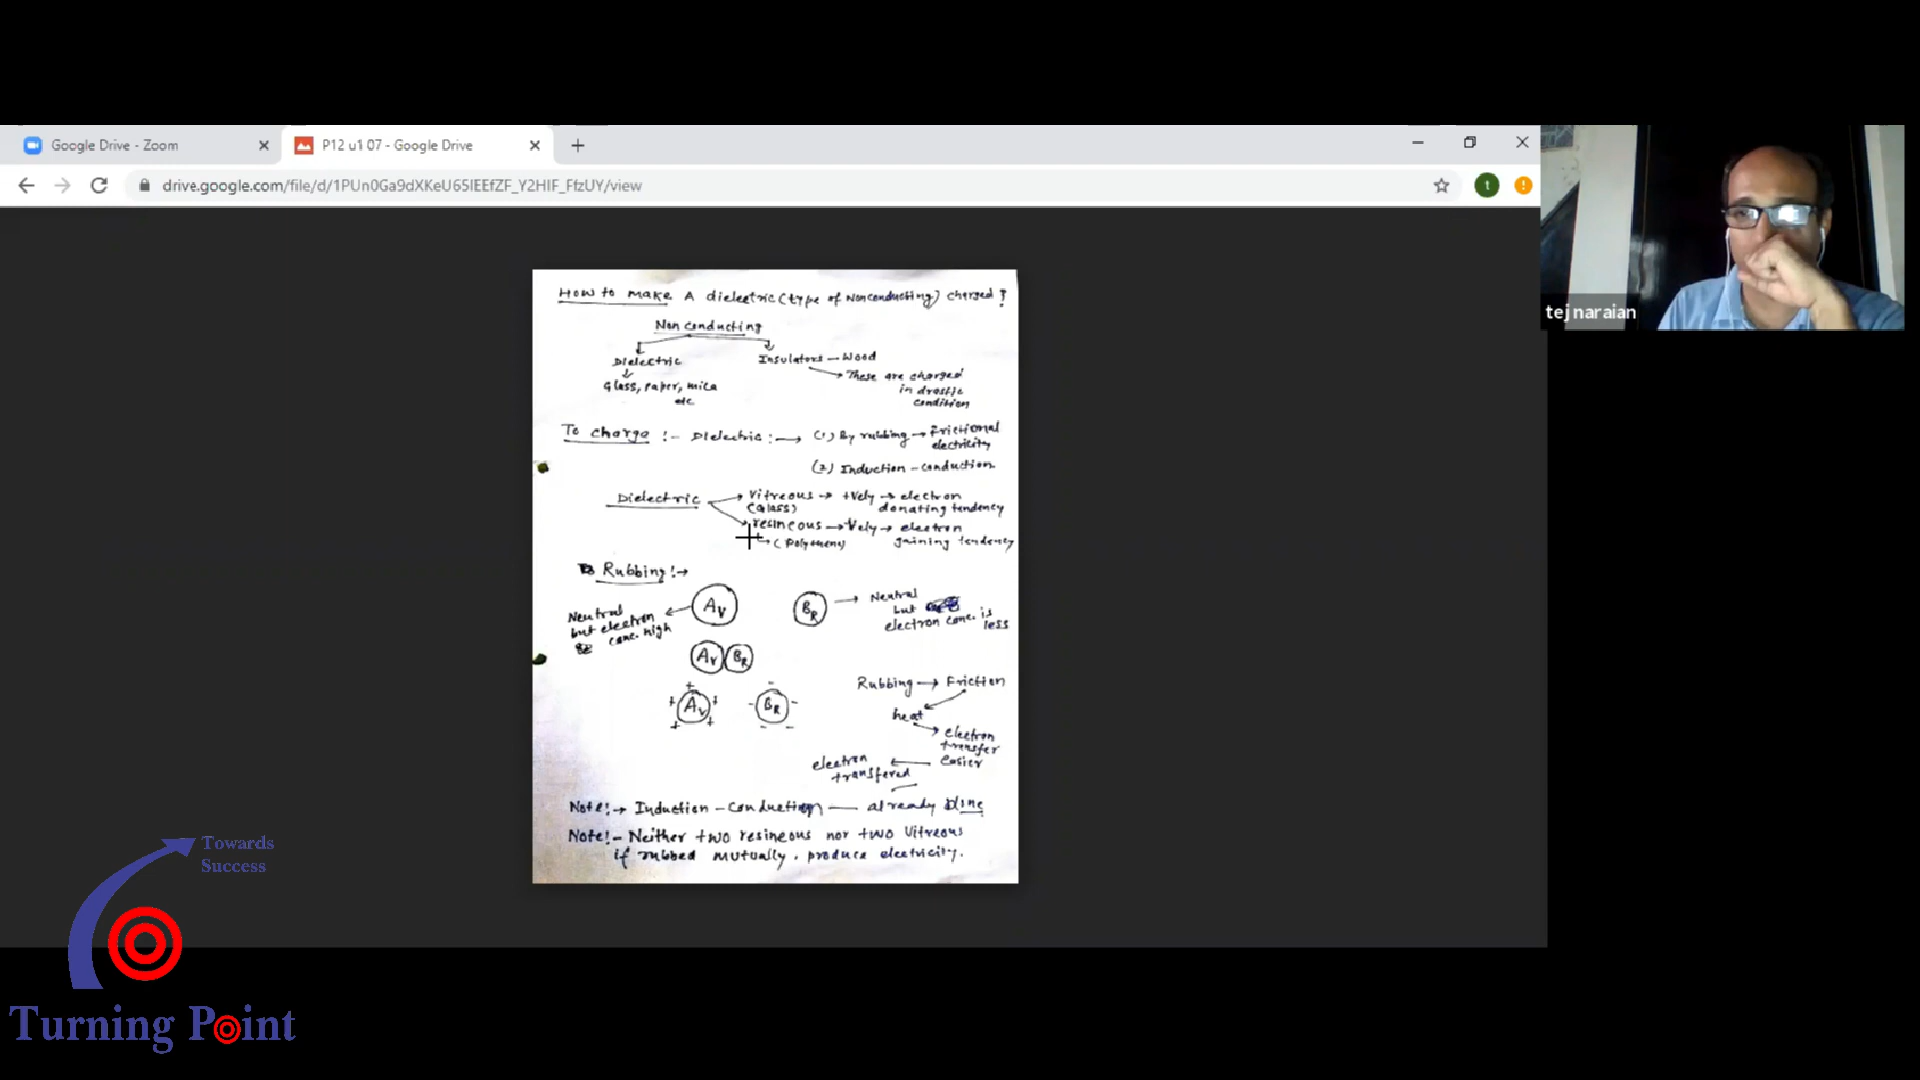 Google Drive - Zoom
P12 u1 07 - Google Drive
drive.google.com/file/d/1PUn0Ga9dXKeU65IEEfZF_Y2HIF_FfzUY/view
t
tej naraian
How to make A dielectric (type of Nonconducting) charged?
Non conducting
Dielectric
Insulators — Wood
Glass, Paper, mica
etc
These are charged
in drastic
condition
To charge :- Dielectric :→ (1) By rubbing → Frictional
electricity
(2) Induction - conduction
Dielectric
Vitreous → +vely → electron
(Glass) donating tendency
resineous → -vely → electron
gaining tendency
Rubbing :→
Neutral
but electron
conc. high
Av
BR
Neutral
but
electron conc. is
less
Av BR
+ + + + + Av
- - - - - BR
Rubbing → Friction
heat
electron
transfer
easier
electron
transfered
Note :→ Induction - Conduction — already done
Note :- Neither two resineous nor two Vitreous
if rubbed mutually, produce electricity.
Towards
Success
Turning Point